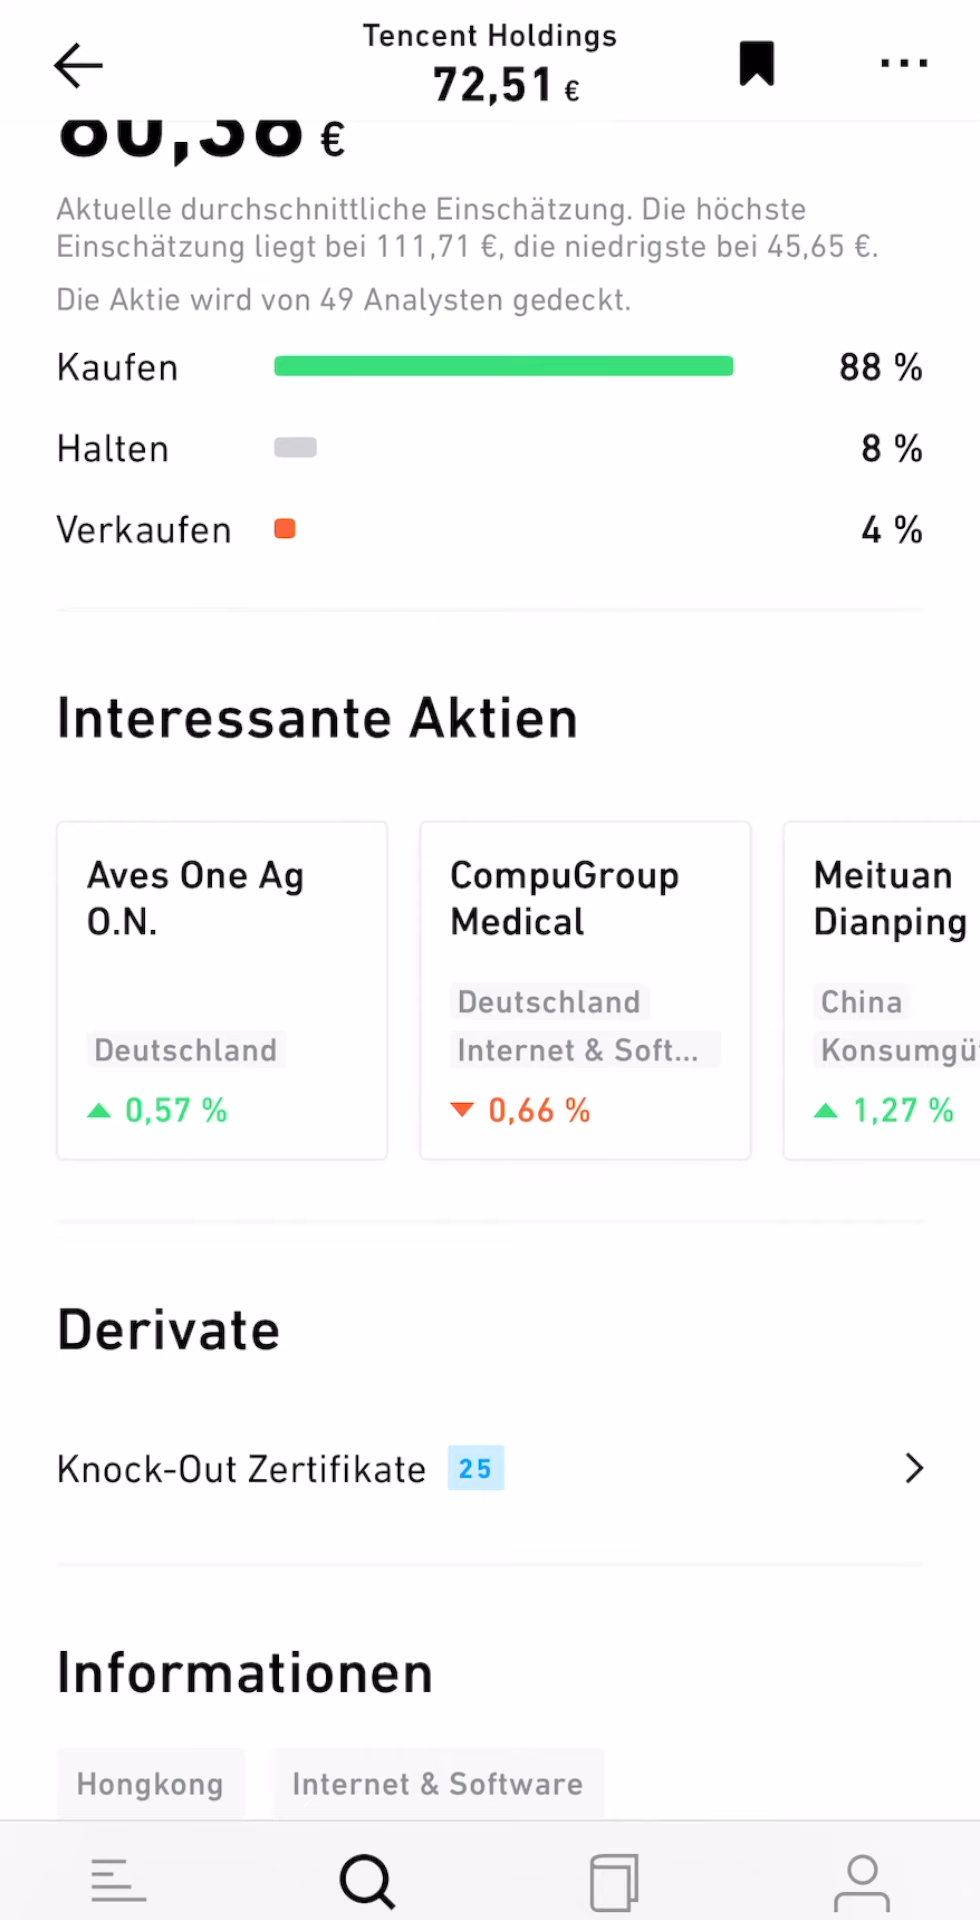 Tencent Holdings
72,51 €
€
Aktuelle durchschnittliche Einschätzung. Die höchste
Einschätzung liegt bei 111,71 €, die niedrigste bei 45,65 €.
Die Aktie wird von 49 Analysten gedeckt.
Kaufen 88 %
Halten 8 %
Verkaufen 4 %
Interessante Aktien
Aves One Ag
O.N.
Deutschland
0,57 %
CompuGroup
Medical
Deutschland
Internet & Soft...
0,66 %
Meituan
Dianping
China
Konsumgü
1,27 %
Derivate
Knock-Out Zertifikate 25
Informationen
Hongkong Internet & Software